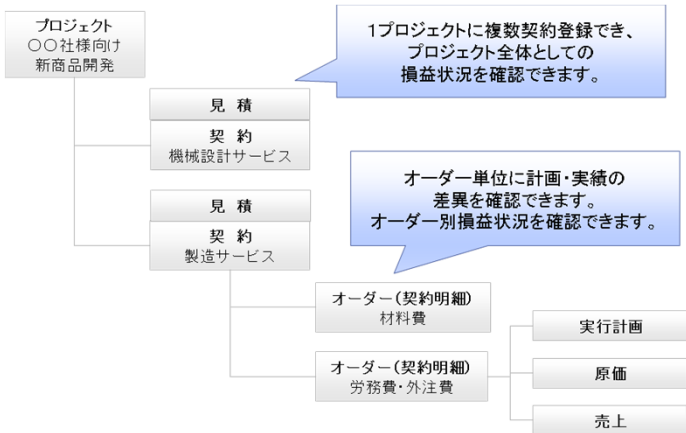 プロジェクト
〇〇社様向け
新商品開発
1プロジェクトに複数契約登録でき、
プロジェクト全体としての
損益状況を確認できます。
見 積
契 約
機械設計サービス
見 積
契 約
製造サービス
オーダー単位に計画・実績の
差異を確認できます。
オーダー別損益状況を確認できます。
オーダー(契約明細)
材料費
オーダー(契約明細)
労務費・外注費
実行計画
原価
売上